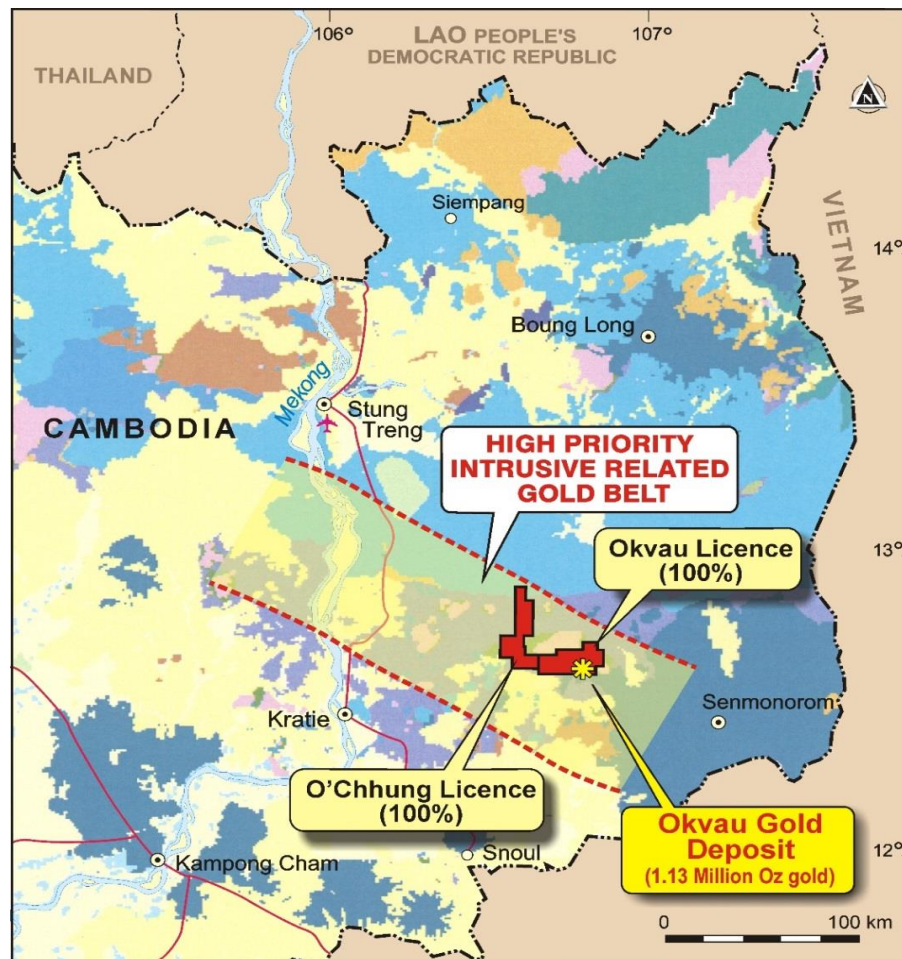 106°
107°
LAO PEOPLE'S
DEMOCRATIC REPUBLIC
THAILAND
N
Siempang
VIETNAM
14°
Boung Long
Mekong
Stung
Treng
CAMBODIA
HIGH PRIORITY
INTRUSIVE RELATED
GOLD BELT
13°
Okvau Licence
(100%)
Senmonorom
Kratie
O'Chhung Licence
(100%)
Okvau Gold
Deposit
(1.13 Million Oz gold)
Snoul
12°
Kampong Cham
0
100 km